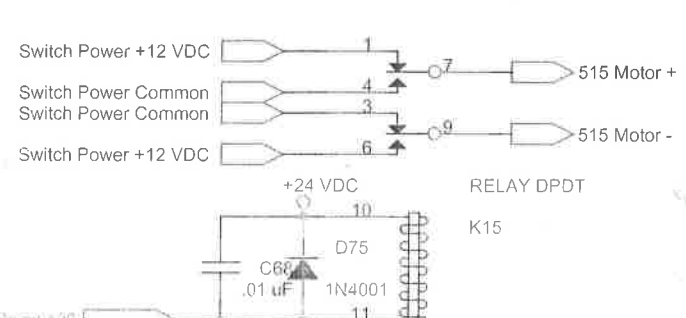 Switch Power +12 VDC
1
7
515 Motor +
Switch Power Common
4
Switch Power Common
3
9
515 Motor -
Switch Power +12 VDC
6
+24 VDC
RELAY DPDT
10
K15
D75
C68
.01 uF
1N4001
11